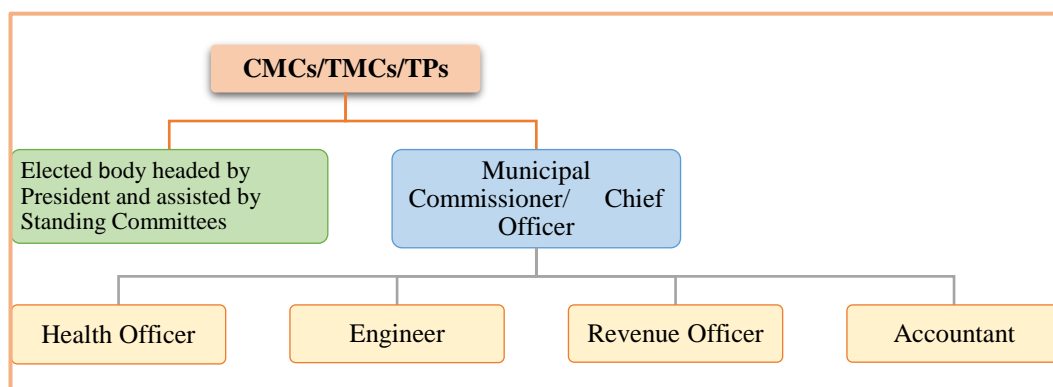 CMCs/TMCs/TPs
Elected body headed by
President and assisted by
Standing Committees
Municipal
Commissioner/ Chief
Officer
Health Officer
Engineer
Revenue Officer
Accountant